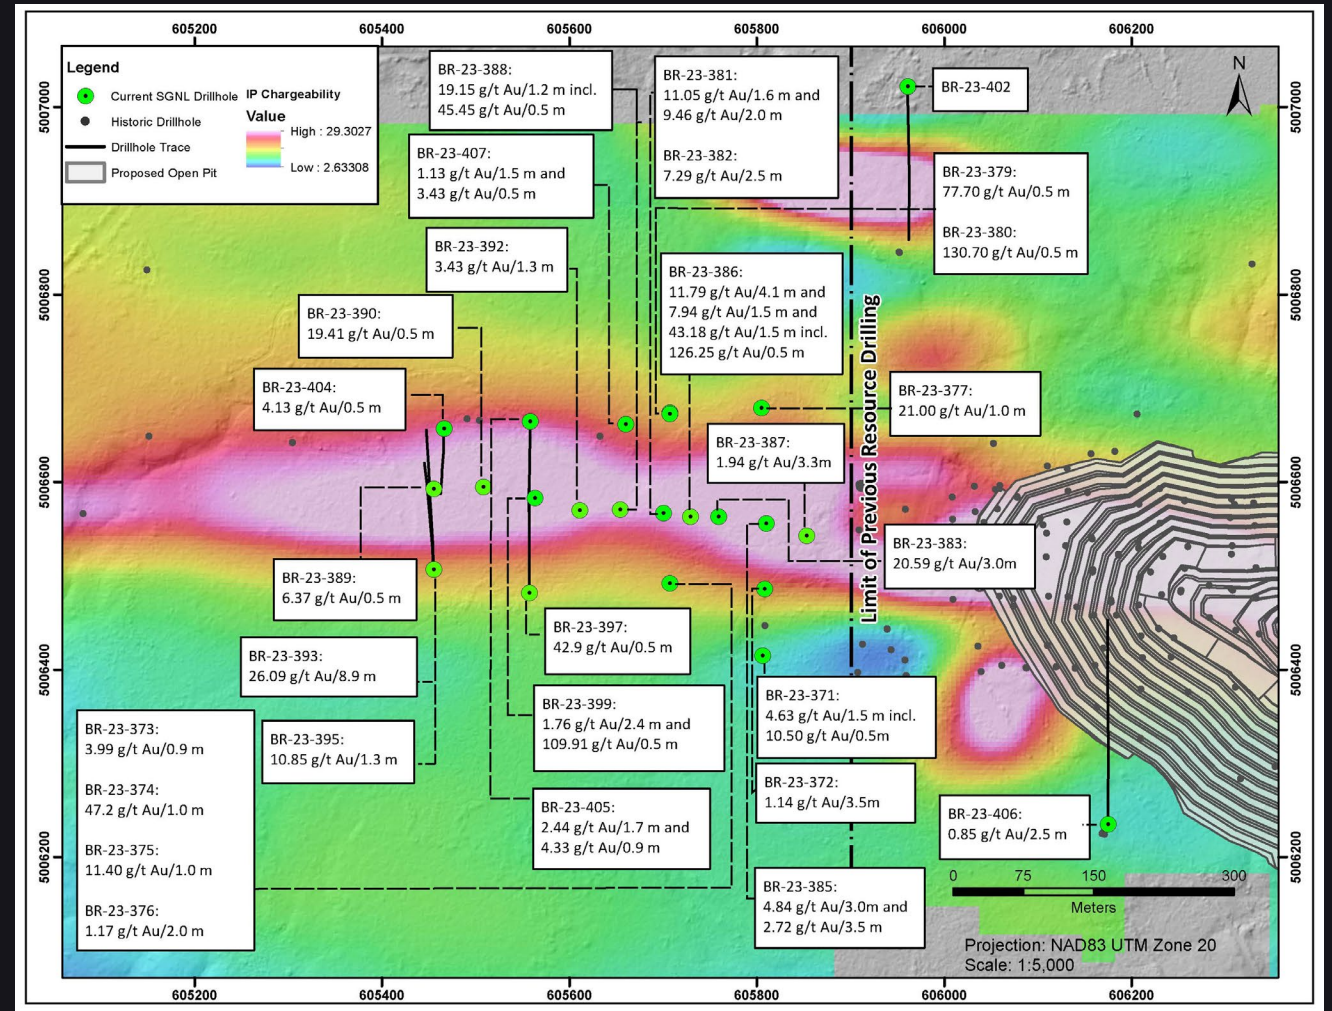 605200 605400 605600 605800 606000 606200
5007000
5006800
5006600
5006400
5006200
Legend
Current SGNL Drillhole
Historic Drillhole
Drillhole Trace
Proposed Open Pit
IP Chargeability
Value
High : 29.3027
Low : 2.63308
BR-23-388:
19.15 g/t Au/1.2 m incl.
45.45 g/t Au/0.5 m
BR-23-381:
11.05 g/t Au/1.6 m and
9.46 g/t Au/2.0 m
BR-23-382:
7.29 g/t Au/2.5 m
BR-23-402
N
5007000
5006800
5006600
5006400
5006200
BR-23-407:
1.13 g/t Au/1.5 m and
3.43 g/t Au/0.5 m
BR-23-379:
77.70 g/t Au/0.5 m
BR-23-380:
130.70 g/t Au/0.5 m
BR-23-392:
3.43 g/t Au/1.3 m
BR-23-386:
11.79 g/t Au/4.1 m and
7.94 g/t Au/1.5 m and
43.18 g/t Au/1.5 m incl.
126.25 g/t Au/0.5 m
BR-23-390:
19.41 g/t Au/0.5 m
Limit of Previous Resource Drilling
BR-23-404:
4.13 g/t Au/0.5 m
BR-23-377:
21.00 g/t Au/1.0 m
BR-23-387:
1.94 g/t Au/3.3m
BR-23-383:
20.59 g/t Au/3.0m
BR-23-389:
6.37 g/t Au/0.5 m
BR-23-397:
42.9 g/t Au/0.5 m
BR-23-393:
26.09 g/t Au/8.9 m
BR-23-399:
1.76 g/t Au/2.4 m and
109.91 g/t Au/0.5 m
BR-23-371:
4.63 g/t Au/1.5 m incl.
10.50 g/t Au/0.5m
BR-23-373:
3.99 g/t Au/0.9 m
BR-23-374:
47.2 g/t Au/1.0 m
BR-23-375:
11.40 g/t Au/1.0 m
BR-23-376:
1.17 g/t Au/2.0 m
BR-23-395:
10.85 g/t Au/1.3 m
BR-23-372:
1.14 g/t Au/3.5m
BR-23-405:
2.44 g/t Au/1.7 m and
4.33 g/t Au/0.9 m
BR-23-406:
0.85 g/t Au/2.5 m
BR-23-385:
4.84 g/t Au/3.0m and
2.72 g/t Au/3.5 m
0 75 150 300
Meters
Projection: NAD83 UTM Zone 20
Scale: 1:5,000
605200 605400 605600 605800 606000 606200